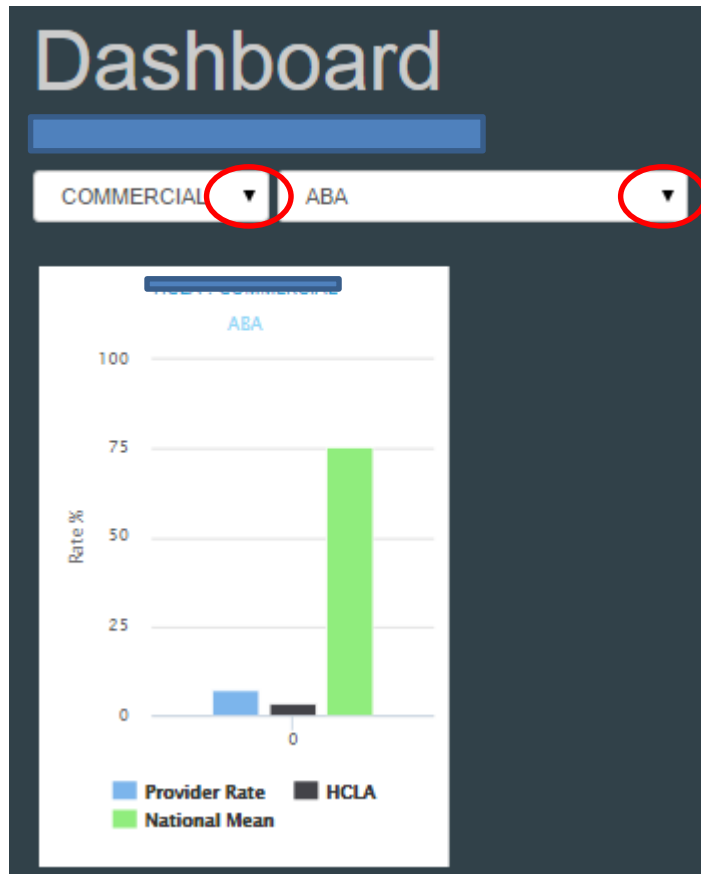 Dashboard
COMMERCIAL ▼ ABA ▼
ABA
100
75
50
25
0
Rate %
0
Provider Rate HCLA
National Mean